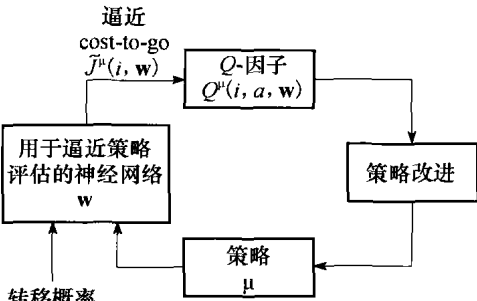 逼近
cost-to-go
J̃^μ(i, w)
Q-因子
Q^μ(i, a, w)
用于逼近策略
评估的神经网络
w
策略改进
策略
μ
转移概率